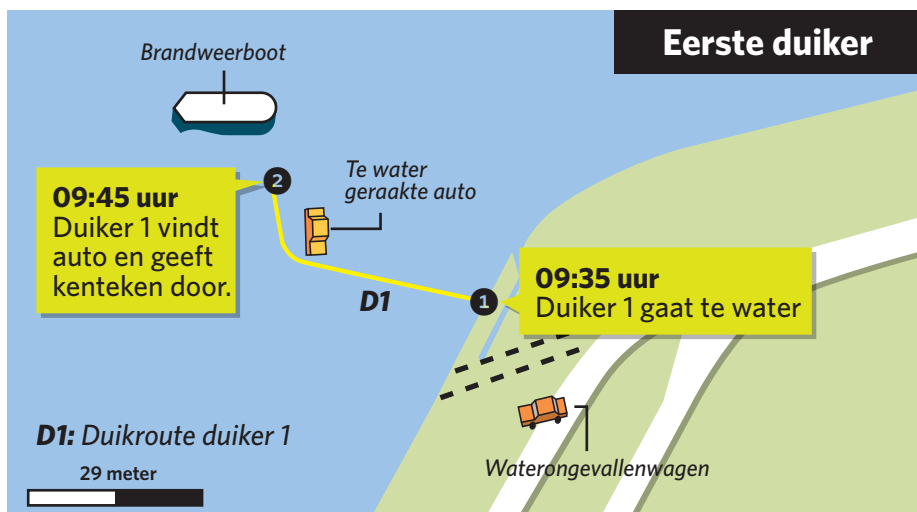 Eerste duiker
Brandweerboot
Te water
geraakte auto
2
09:45 uur
Duiker 1 vindt
auto en geeft
kenteken door.
1
09:35 uur
Duiker 1 gaat te water
D1
D1: Duikroute duiker 1
Waterongevallenwagen
29 meter